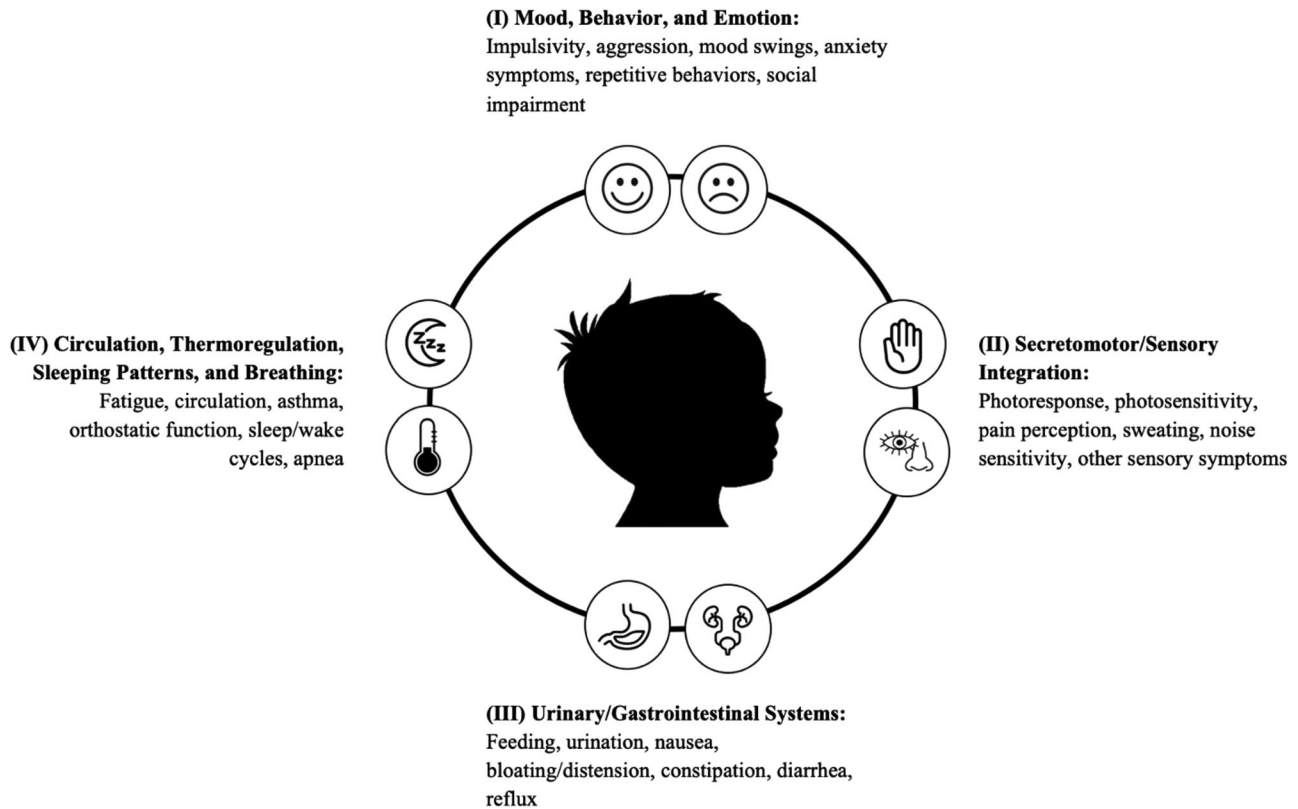 (I) Mood, Behavior, and Emotion:
Impulsivity, aggression, mood swings, anxiety
symptoms, repetitive behaviors, social
impairment
zzz
(IV) Circulation, Thermoregulation,
Sleeping Patterns, and Breathing:
Fatigue, circulation, asthma,
orthostatic function, sleep/wake
cycles, apnea
(II) Secretomotor/Sensory
Integration:
Photoresponse, photosensitivity,
pain perception, sweating, noise
sensitivity, other sensory symptoms
(III) Urinary/Gastrointestinal Systems:
Feeding, urination, nausea,
bloating/distension, constipation, diarrhea,
reflux